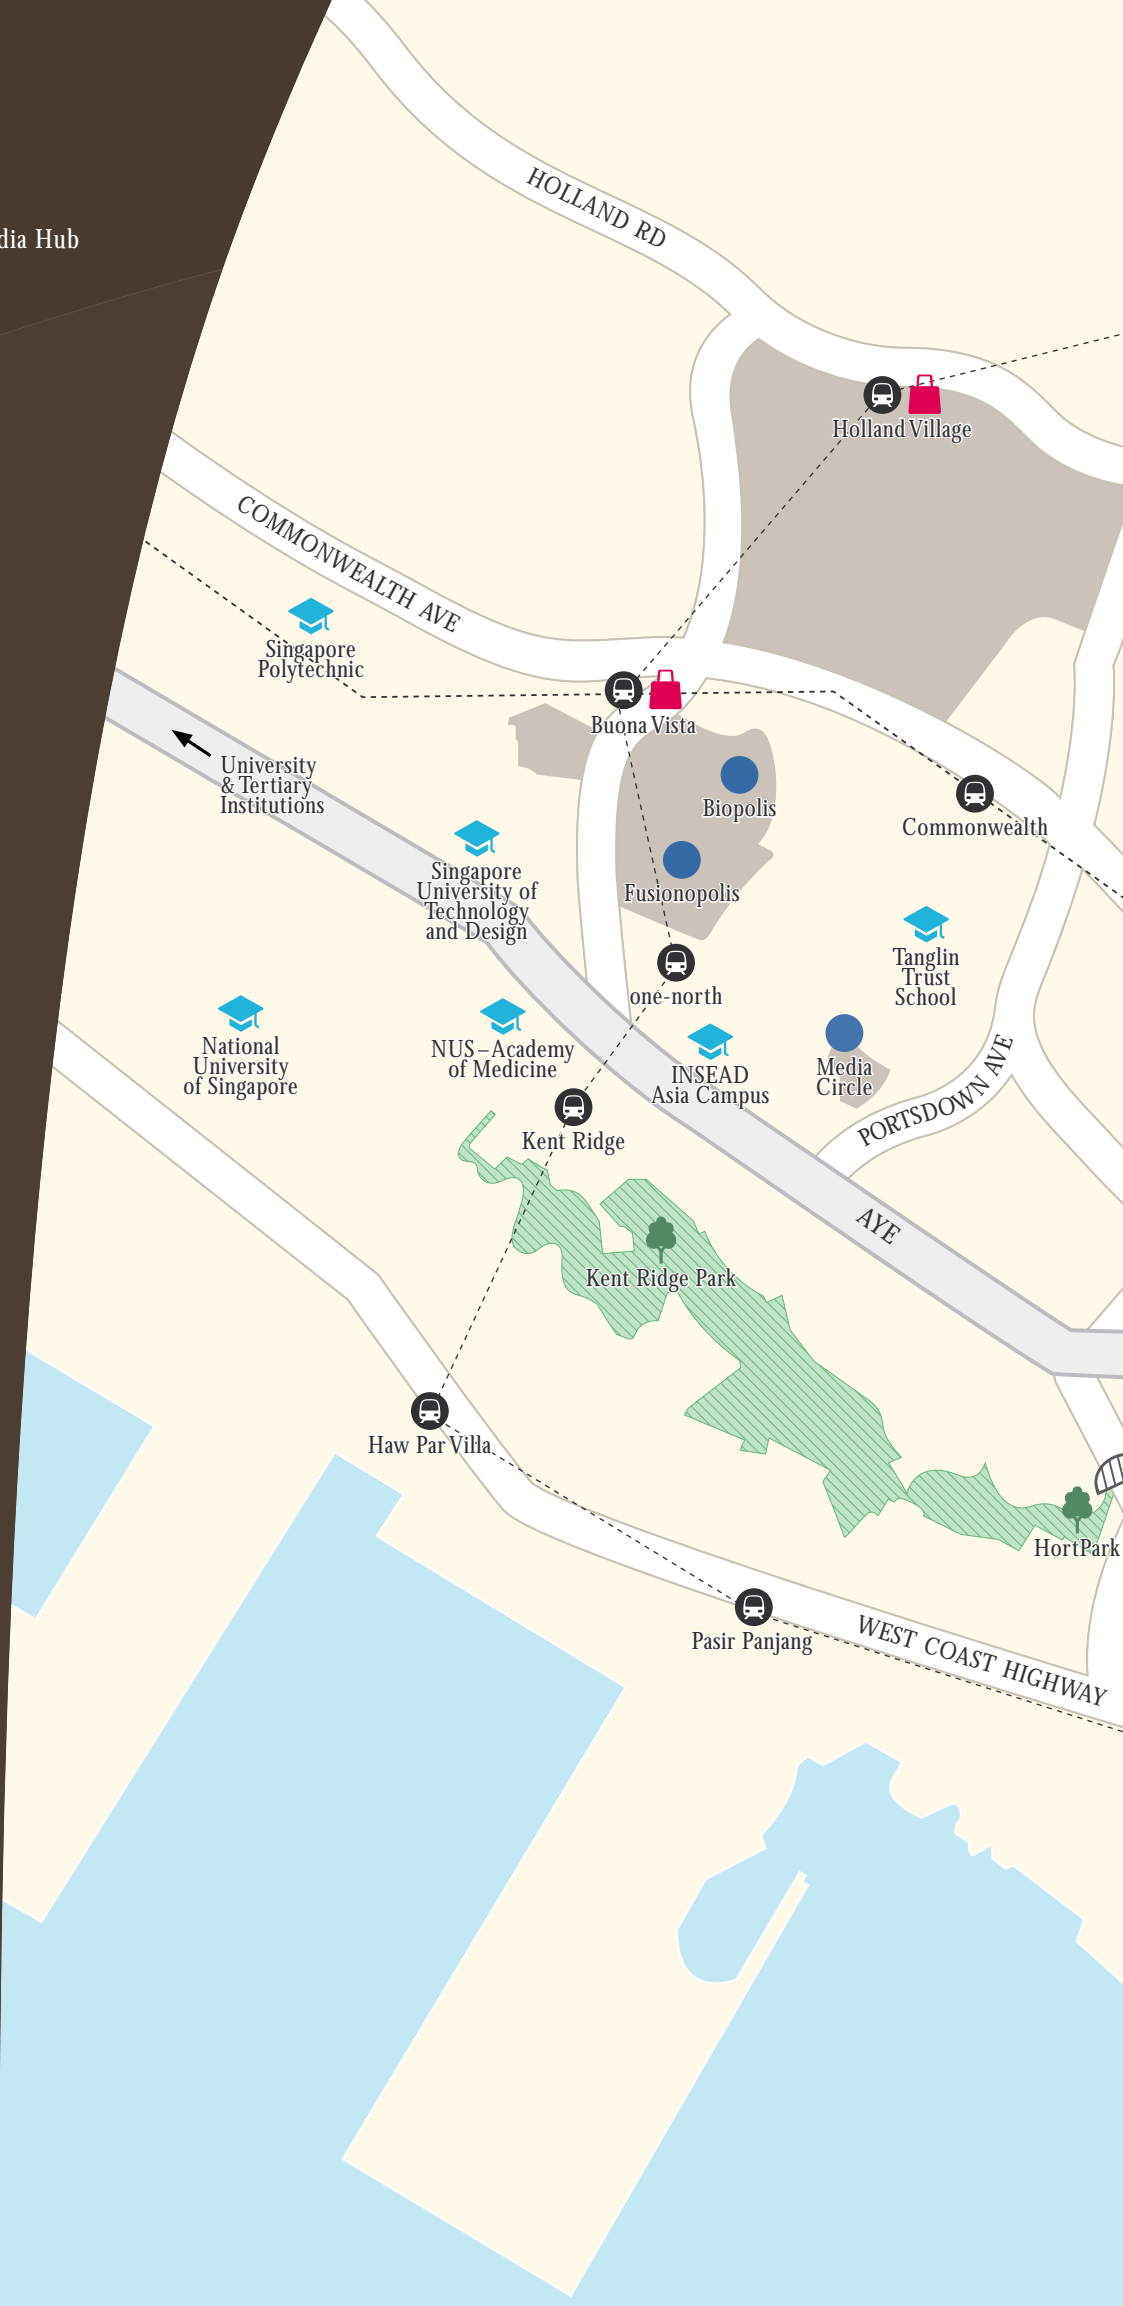 HOLLAND RD
dia Hub
Holland Village
COMMONWEALTH AVE
Singapore
Polytechnic
Buona Vista
University
& Tertiary
Institutions
Biopolis
Commonwealth
Singapore
University of
Technology
and Design
Fusionopolis
Tanglin
Trust
School
one-north
National
University
of Singapore
NUS–Academy
of Medicine
INSEAD
Asia Campus
Media
Circle
PORTSDOWN AVE
Kent Ridge
AYE
Kent Ridge Park
Haw Par Villa
HortPark
Pasir Panjang
WEST COAST HIGHWAY